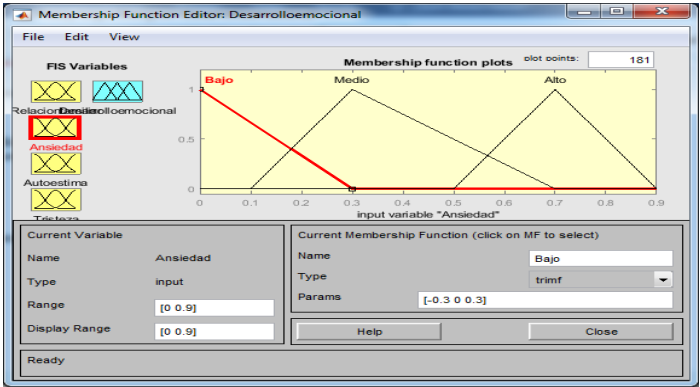 Membership Function Editor: Desarrolloemocional
File Edit View
FIS Variables
Membership function plots plot points: 181
Bajo Medio Alto
Desarrolloemocional
Ansiedad
Autoestima
Tristeza
1
0.5
0
0 0.1 0.2 0.3 0.4 0.5 0.6 0.7 0.8 0.9
input variable "Ansiedad"
Current Variable
Name Ansiedad
Type input
Range [0 0.9]
Display Range [0 0.9]
Current Membership Function (click on MF to select)
Name Bajo
Type trimf
Params [-0.3 0 0.3]
Help Close
Ready